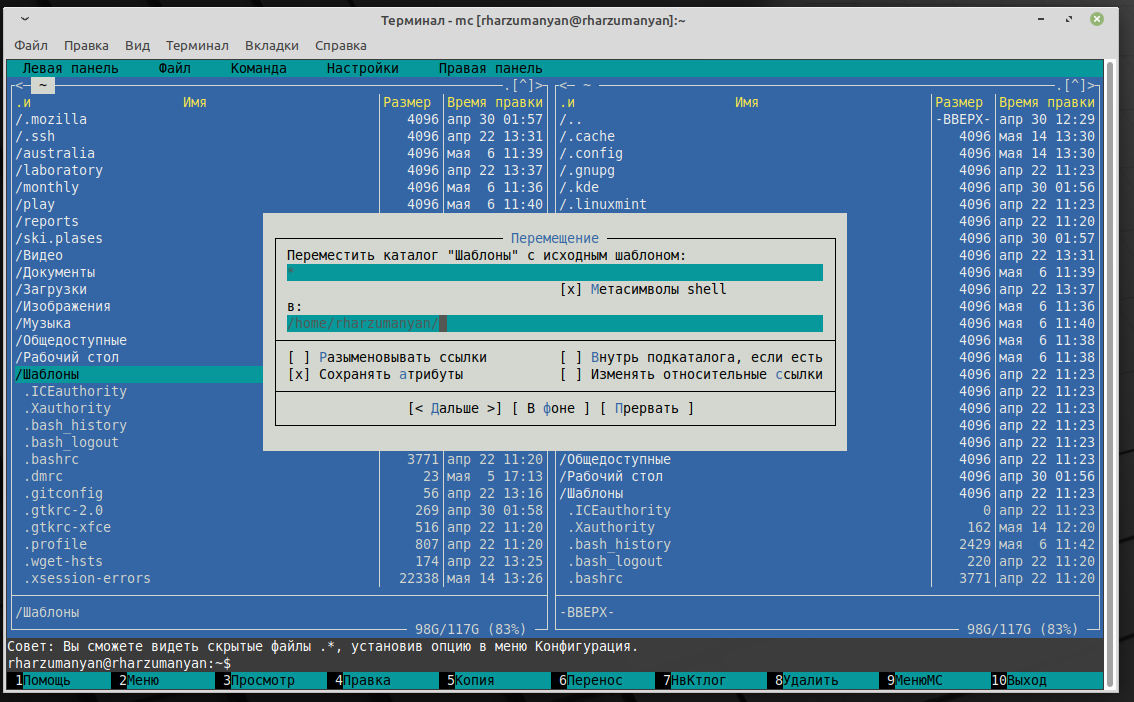 Терминал - mc [rharzumanyan@rharzumanyan]:~
Файл Правка Вид Терминал Вкладки Справка
Левая панель Файл Команда Настройки Правая панель
<─ ~ .[^]> <─ ~ .[^]>
.и Имя Размер Время правки .и Имя Размер Время правки
/.mozilla 4096 апр 30 01:57 /.. -ВВЕРХ- апр 30 12:29
/.ssh 4096 апр 22 13:31 /.cache 4096 мая 14 13:30
/australia 4096 мая 6 11:39 /.config 4096 мая 14 13:30
/laboratory 4096 апр 22 13:37 /.gnupg 4096 апр 22 11:23
/monthly 4096 мая 6 11:36 /.kde 4096 апр 30 01:56
/play 4096 мая 6 11:40 /.linuxmint 4096 апр 22 11:23
/reports 4096 апр 22 11:20
/ski.plases 4096 апр 30 01:57
/Видео 4096 апр 22 13:31
/Документы 4096 мая 6 11:39
/Загрузки 4096 апр 22 13:37
/Изображения 4096 мая 6 11:36
/Музыка 4096 мая 6 11:40
/Общедоступные 4096 мая 6 11:38
/Рабочий стол 4096 мая 6 11:38
/Шаблоны 4096 апр 22 11:23
.ICEauthority 4096 апр 22 11:23
.Xauthority 4096 апр 22 11:23
.bash_history 4096 апр 22 11:23
.bash_logout 4096 апр 22 11:23
.bashrc 3771 апр 22 11:20 /Общедоступные 4096 апр 22 11:23
.dmrc 23 мая 5 17:13 /Рабочий стол 4096 апр 30 01:56
.gitconfig 56 апр 22 13:16 /Шаблоны 4096 апр 22 11:23
.gtkrc-2.0 269 апр 30 01:58 .ICEauthority 0 апр 22 11:23
.gtkrc-xfce 516 апр 22 11:20 .Xauthority 162 мая 14 12:20
.profile 807 апр 22 11:20 .bash_history 2429 мая 6 11:42
.wget-hsts 174 апр 22 13:25 .bash_logout 220 апр 22 11:20
.xsession-errors 22338 мая 14 13:26 .bashrc 3771 апр 22 11:20
/Шаблоны -ВВЕРХ-
98G/117G (83%) 98G/117G (83%)
Перемещение
Переместить каталог "Шаблоны" с исходным шаблоном:
*
[x] Метасимволы shell
в:
/home/rharzumanyan/
[ ] Разыменовывать ссылки [ ] Внутрь подкаталога, если есть
[x] Сохранять атрибуты [ ] Изменять относительные ссылки
[< Дальше >] [ В фоне ] [ Прервать ]
Совет: Вы сможете видеть скрытые файлы .*, установив опцию в меню Конфигурация.
rharzumanyan@rharzumanyan:~$
1Помощь 2Меню 3Просмотр 4Правка 5Копия 6Перенос 7НвКтлог 8Удалить 9МенюМС 10Выход